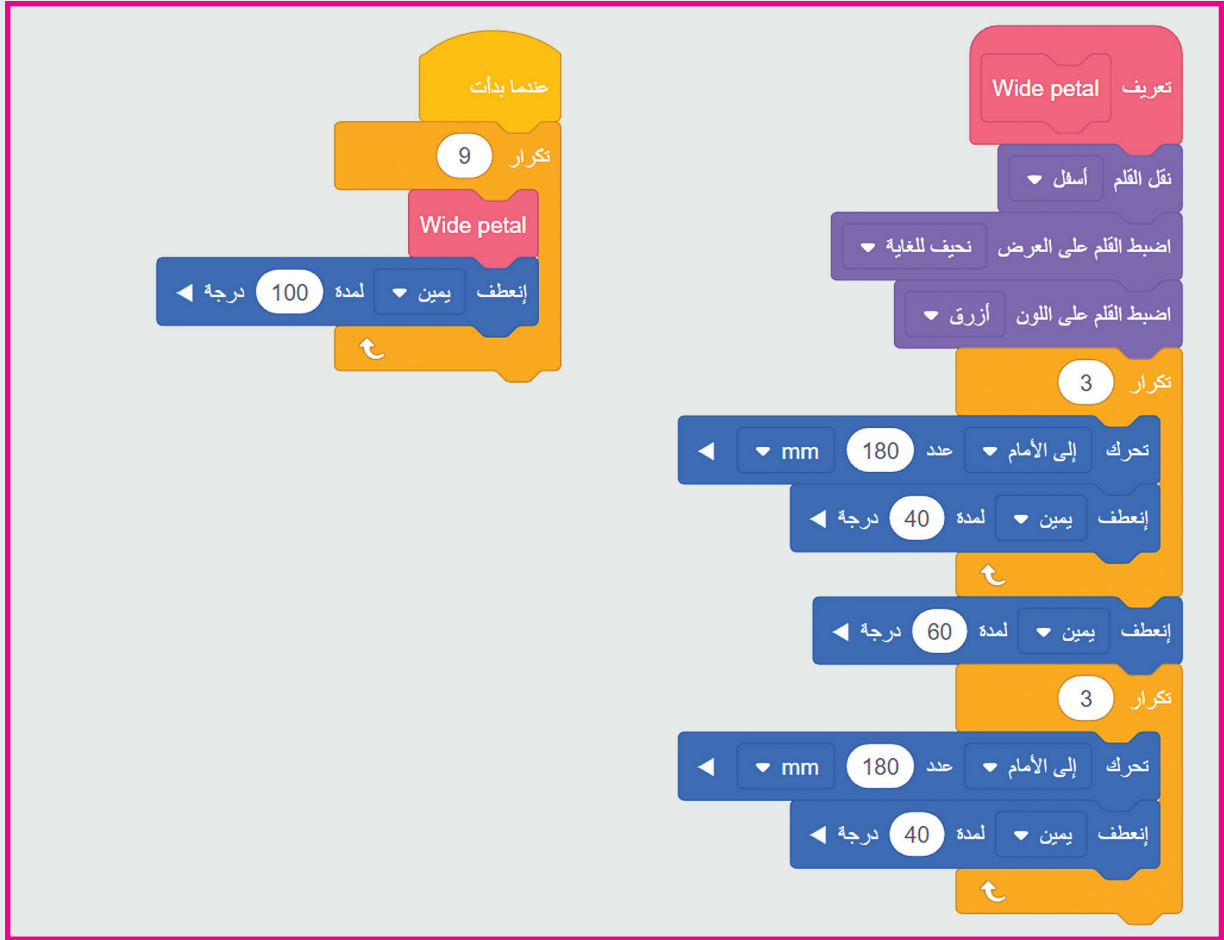 تعريف Wide petal
نقل القلم أسفل
اضبط القلم على العرض نحيف للغاية
اضبط القلم على اللون أزرق
تكرار 3
تحرك إلى الأمام عدد 180 mm
إنعطف يمين لمدة 40 درجة
إنعطف يمين لمدة 60 درجة
تكرار 3
تحرك إلى الأمام عدد 180 mm
إنعطف يمين لمدة 40 درجة
عندما بدأت
تكرار 9
Wide petal
إنعطف يمين لمدة 100 درجة